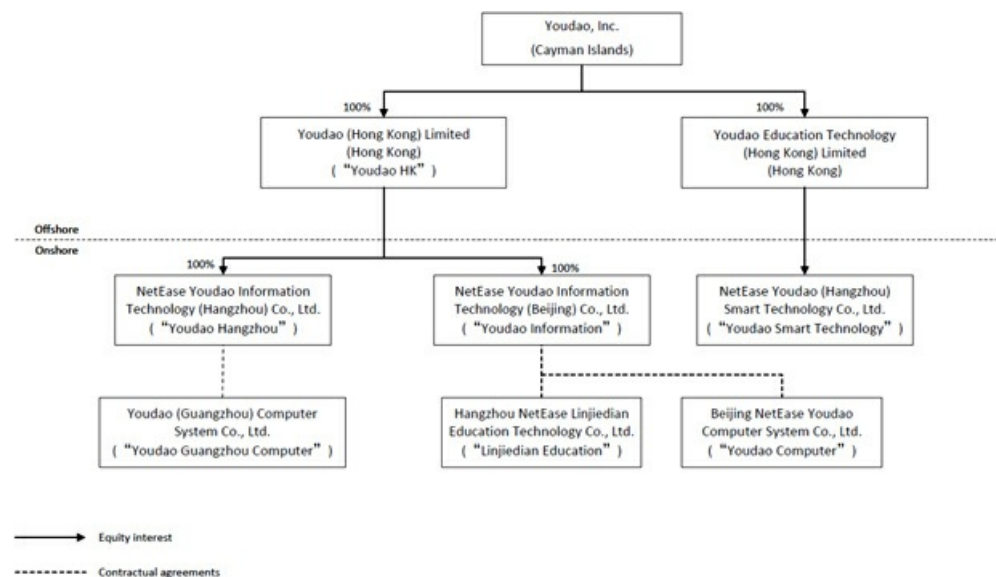 Youdao, Inc.
(Cayman Islands)
100%
100%
Youdao (Hong Kong) Limited
(Hong Kong)
( “Youdao HK” )
Youdao Education Technology
(Hong Kong) Limited
(Hong Kong)
Offshore
Onshore
100%
100%
NetEase Youdao Information
Technology (Hangzhou) Co., Ltd.
( “Youdao Hangzhou” )
NetEase Youdao Information
Technology (Beijing) Co., Ltd.
( “Youdao Information” )
NetEase Youdao (Hangzhou)
Smart Technology Co., Ltd.
( “Youdao Smart Technology” )
Youdao (Guangzhou) Computer
System Co., Ltd.
( “Youdao Guangzhou Computer” )
Hangzhou NetEase Linjiedian
Education Technology Co., Ltd.
( “Linjiedian Education” )
Beijing NetEase Youdao
Computer System Co., Ltd.
( “Youdao Computer” )
Equity interest
Contractual agreements